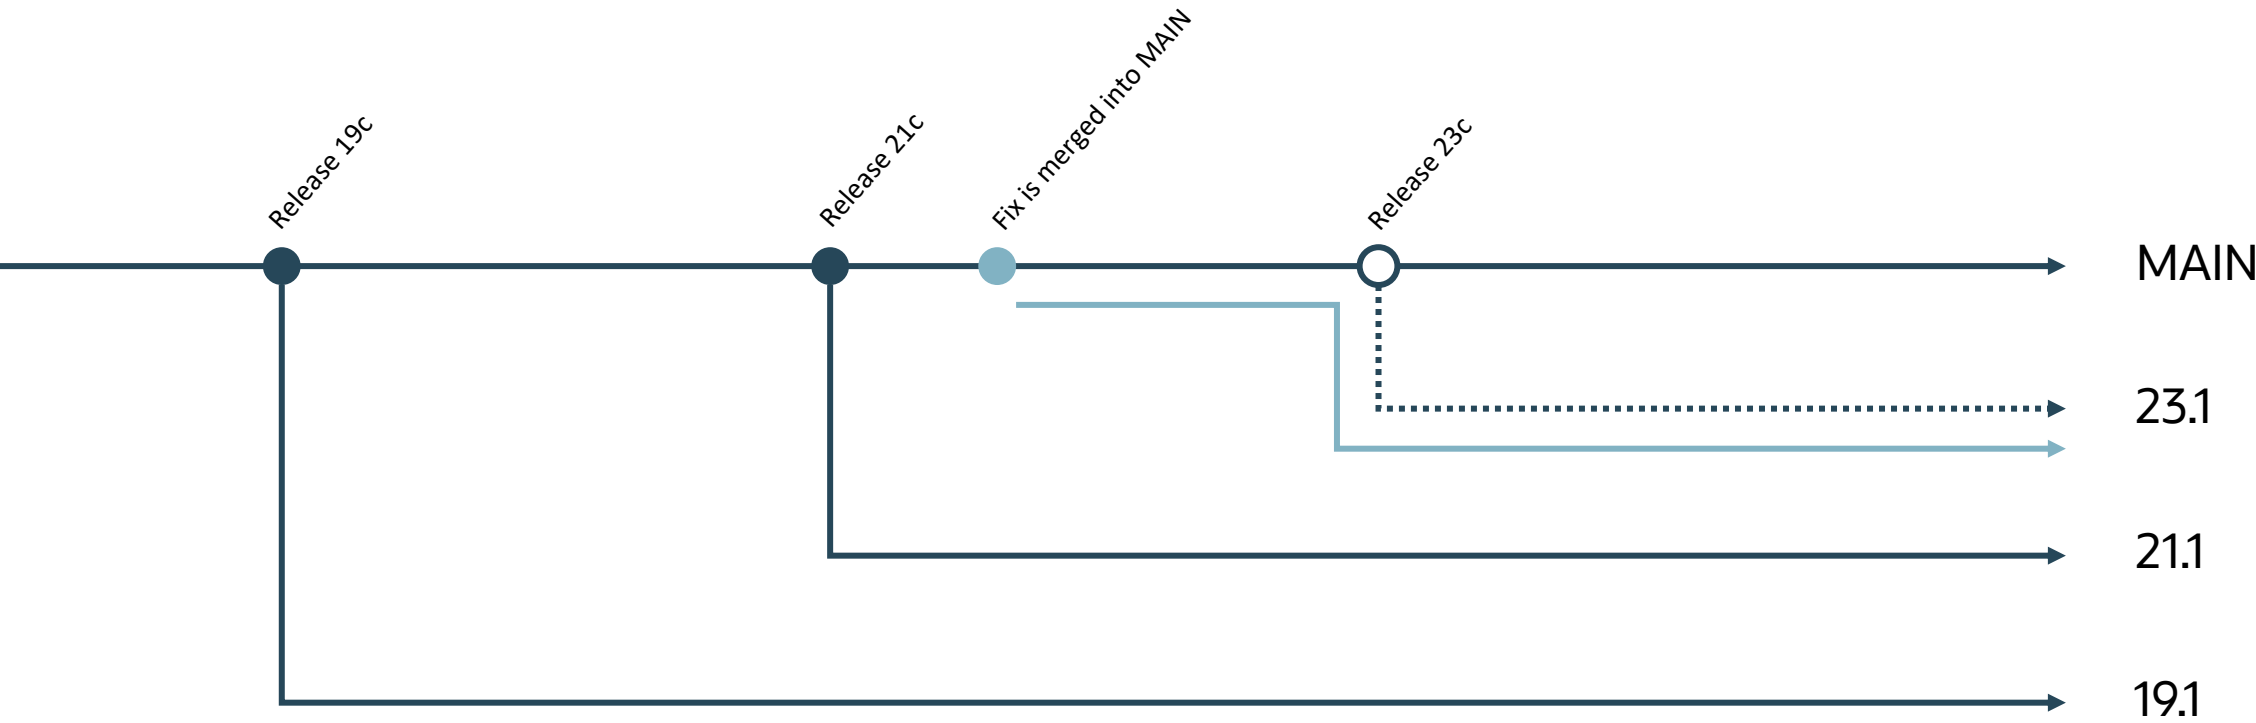 Release 19c
Release 21c
Fix is merged into MAIN
Release 23c
MAIN
23.1
21.1
19.1